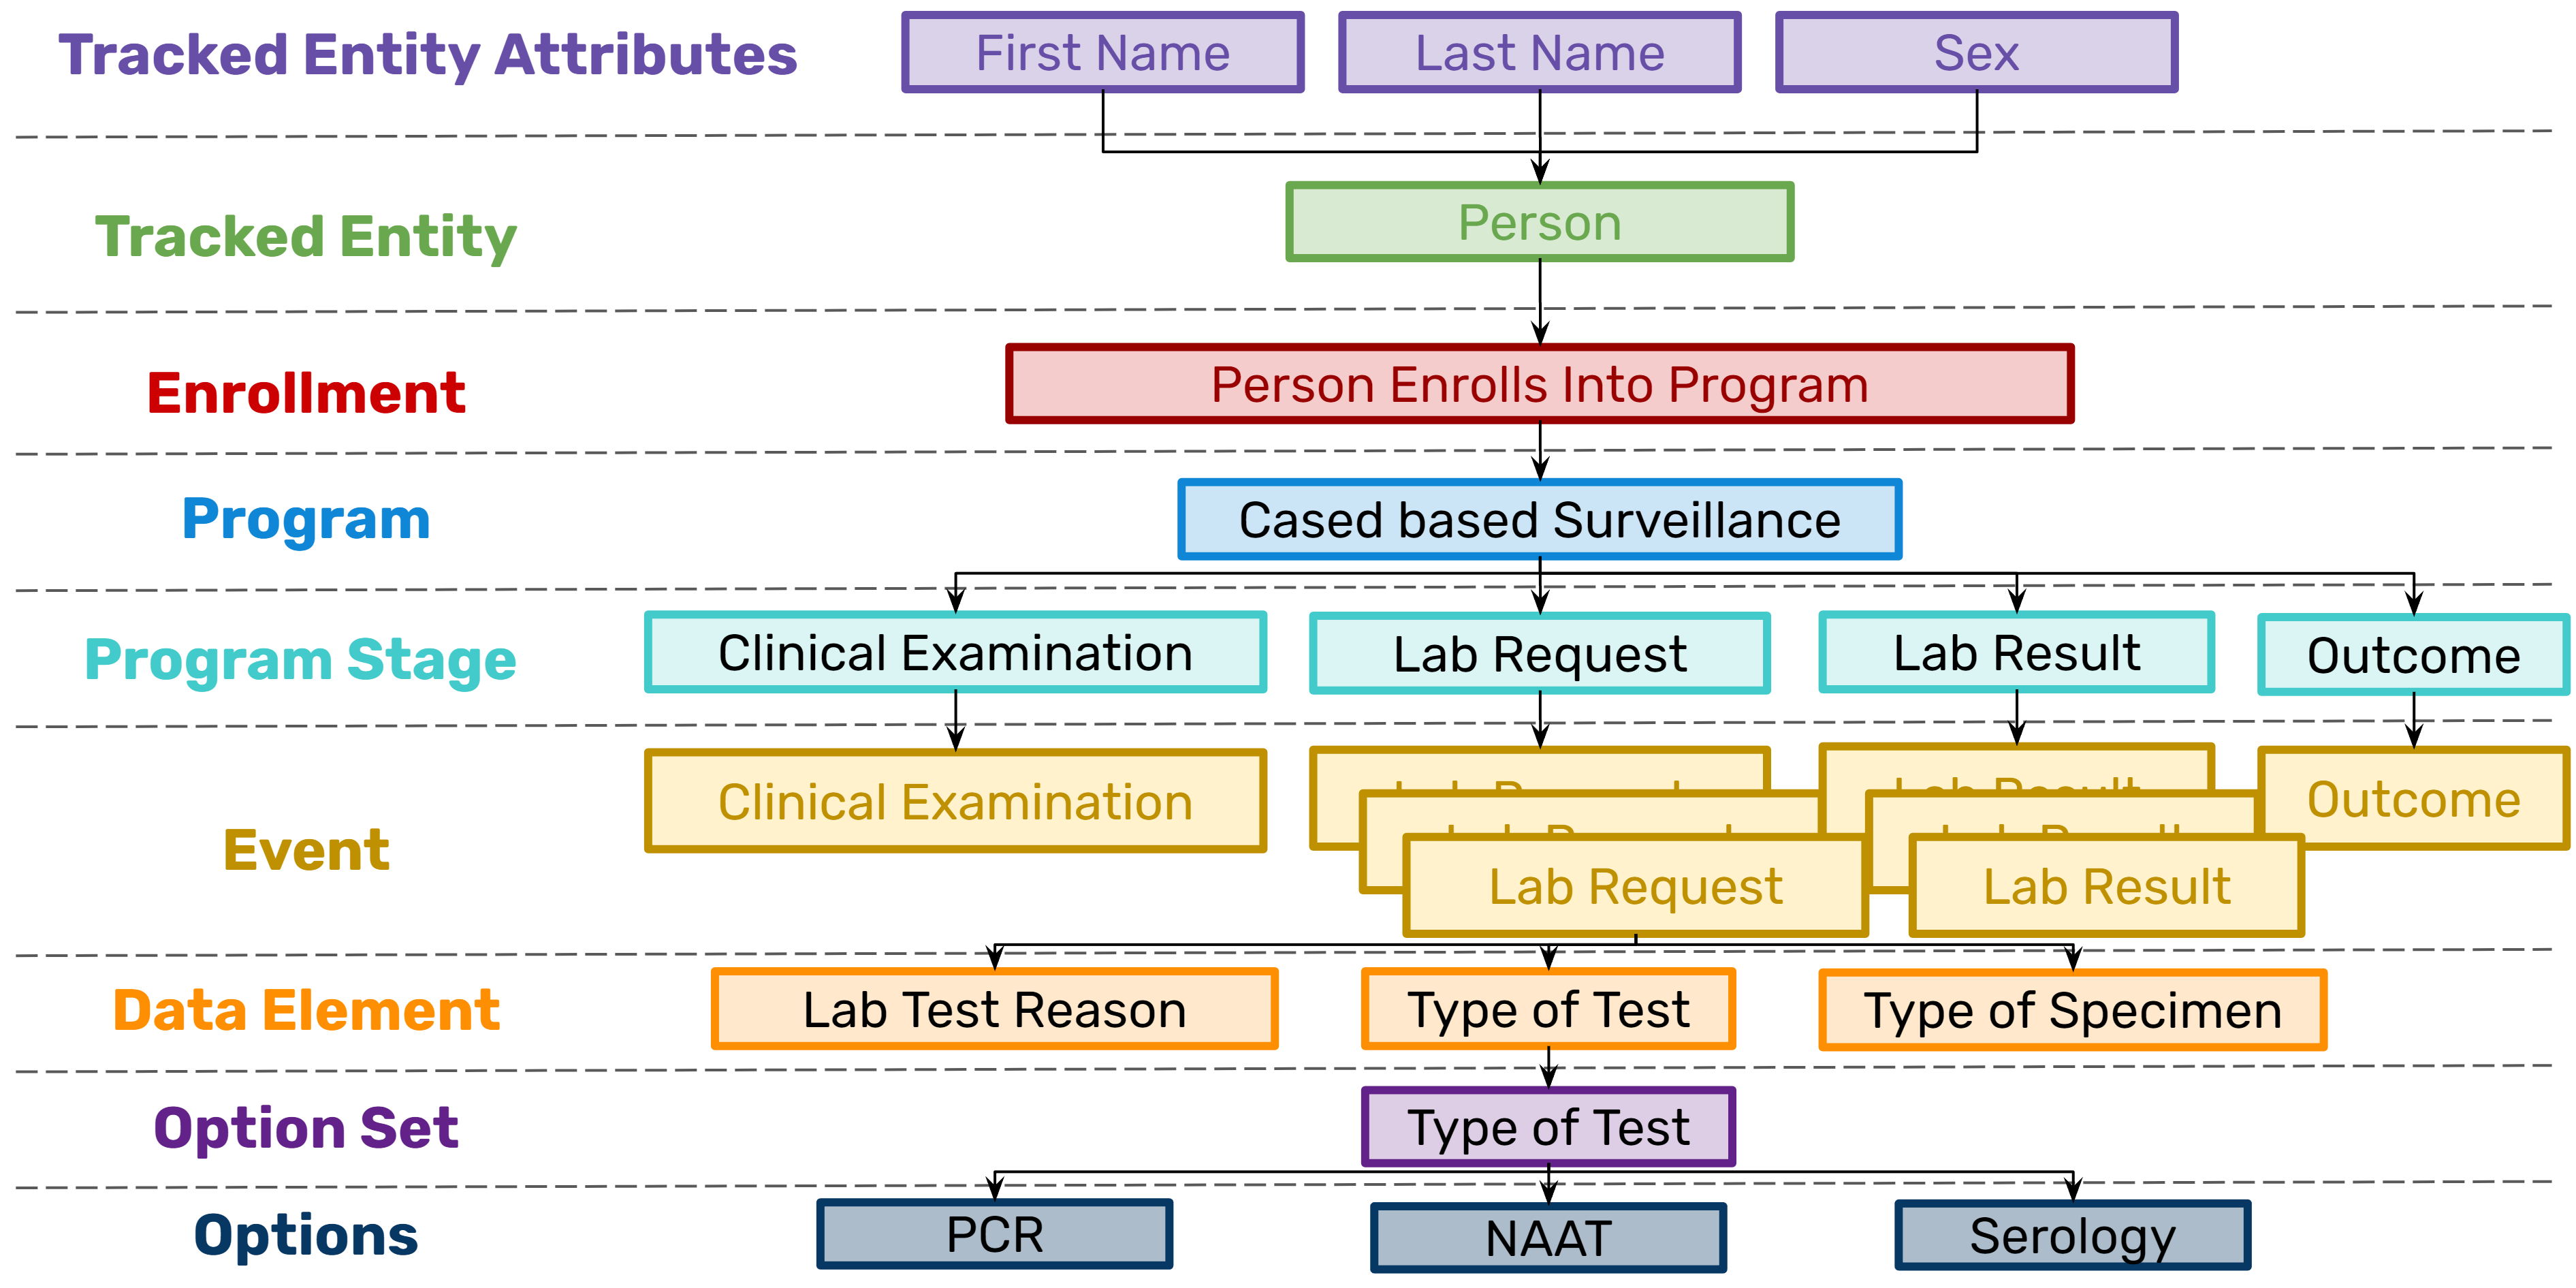 Tracked Entity Attributes
First Name
Last Name
Sex
Tracked Entity
Person
Enrollment
Person Enrolls Into Program
Program
Cased based Surveillance
Program Stage
Clinical Examination
Lab Request
Lab Result
Outcome
Event
Clinical Examination
Lab Result
Outcome
Lab Request
Lab Result
Data Element
Lab Test Reason
Type of Test
Type of Specimen
Option Set
Type of Test
Options
PCR
NAAT
Serology